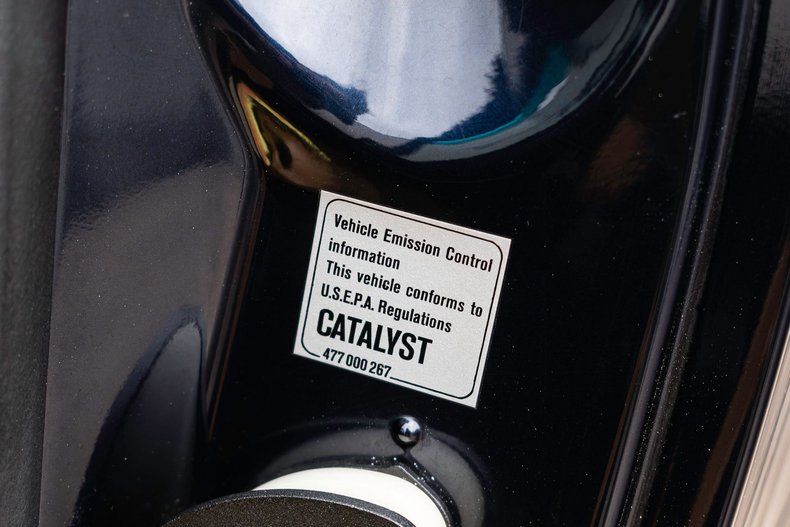 Vehicle Emission Control
information
This vehicle conforms to
U.S.E.P.A. Regulations
CATALYST
477 000 267